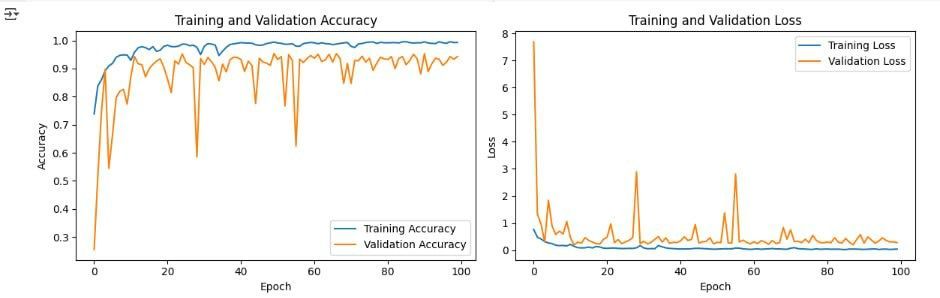 Training and Validation Accuracy
1.0
0.9
0.8
0.7
0.6
0.5
0.4
0.3
Accuracy
Training Accuracy
Validation Accuracy
0 20 40 60 80 100
Epoch
Training and Validation Loss
8
7
6
5
4
3
2
1
0
Loss
Training Loss
Validation Loss
0 20 40 60 80 100
Epoch